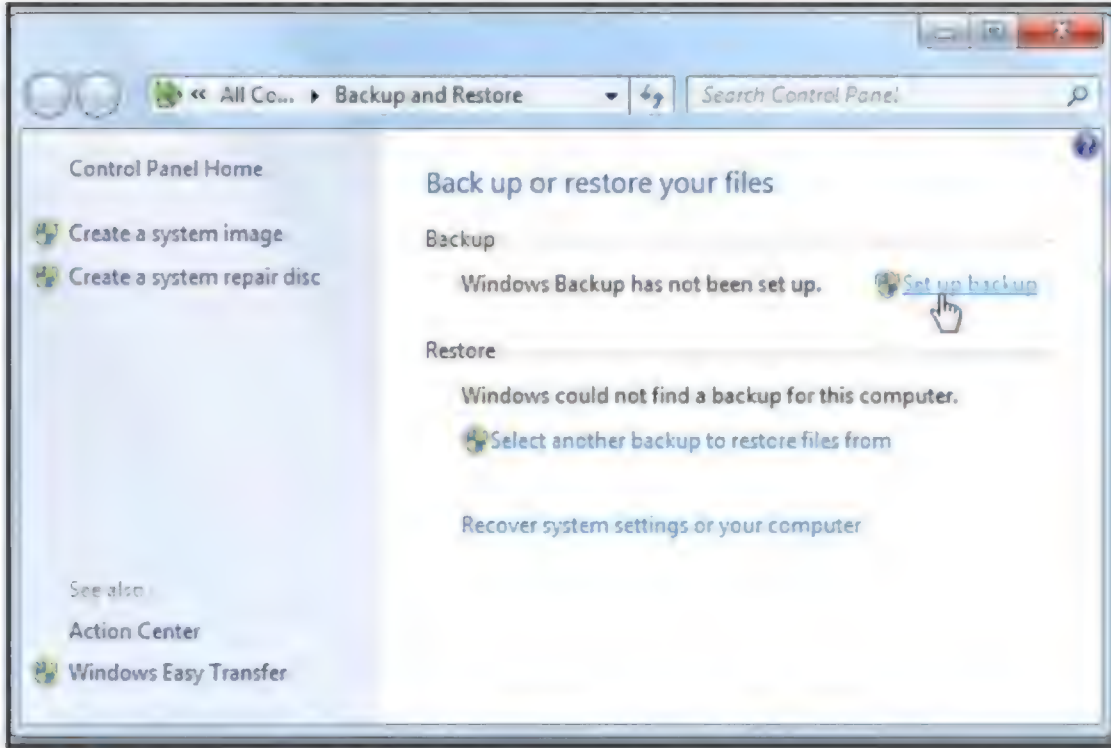 « All Co... ▸ Backup and Restore
Search Control Panel
Control Panel Home
Create a system image
Create a system repair disc
See also
Action Center
Windows Easy Transfer
Back up or restore your files
Backup
Windows Backup has not been set up.
Set up backup
Restore
Windows could not find a backup for this computer.
Select another backup to restore files from
Recover system settings or your computer